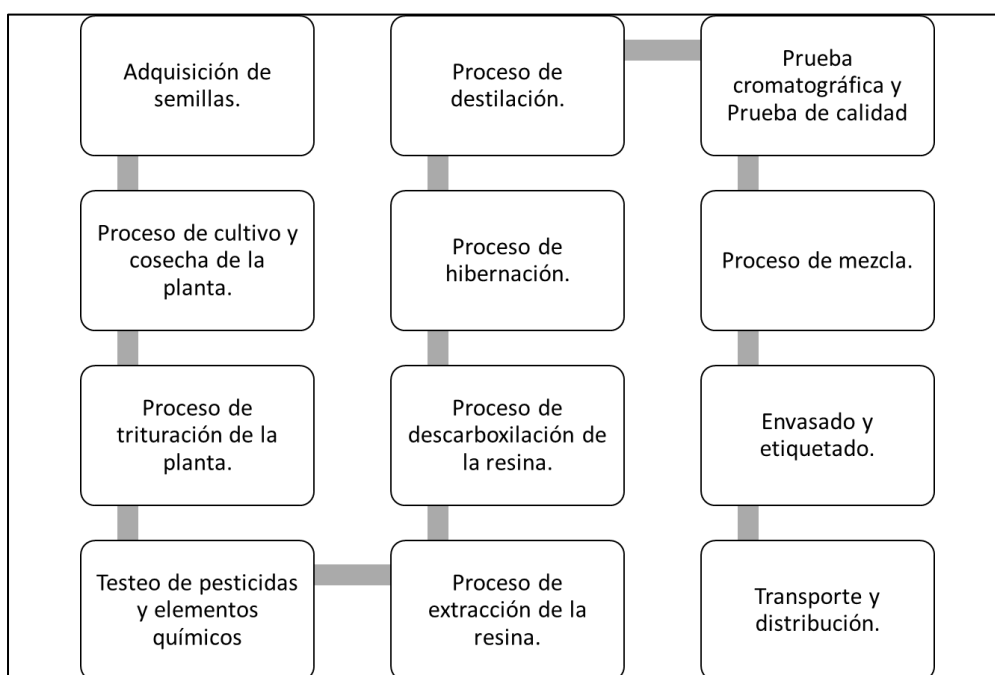 Adquisición de
semillas.
Proceso de cultivo y
cosecha de la
planta.
Proceso de
trituración de la
planta.
Testeo de pesticidas
y elementos
químicos
Proceso de
extracción de la
resina.
Proceso de
descarboxilación de
la resina.
Proceso de
hibernación.
Proceso de
destilación.
Prueba
cromatográfica y
Prueba de calidad
Proceso de mezcla.
Envasado y
etiquetado.
Transporte y
distribución.